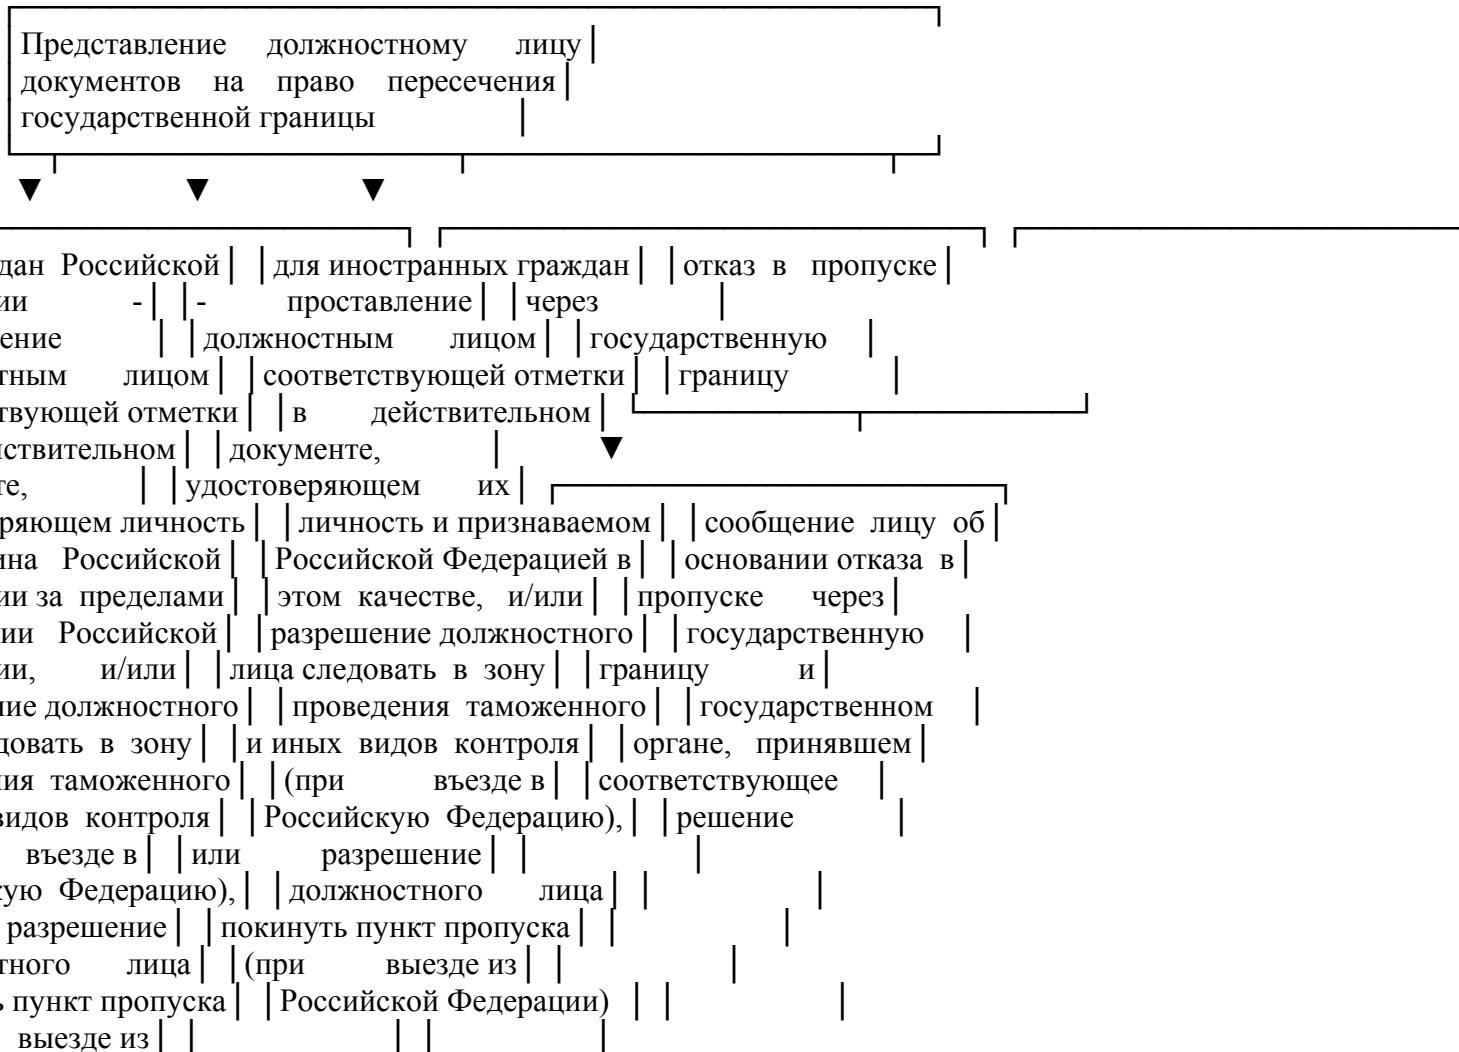 Представление должностному лицу
документов на право пересечения
государственной границы
дан Российской для иностранных граждан отказ в пропуске
ии - - проставление через
ение должностным лицом государственную
тным лицом соответствующей отметки границу
твующей отметки в действительном
йствительном документе,
те, удостоверяющем их
ряющем личность личность и признаваемом сообщение лицу об
ина Российской Российской Федерацией в основании отказа в
ии за пределами этом качестве, и/или пропуске через
ии Российской разрешение должностного государственную
ии, и/или лица следовать в зону границу и
ние должностного проведения таможенного государственном
довать в зону и иных видов контроля органе, принявшем
ния таможенного (при въезде в соответствующее
видов контроля Российскую Федерацию), решение
въезде в или разрешение
кую Федерацию), должностного лица
разрешение покинуть пункт пропуска
тного лица (при выезде из
ь пункт пропуска Российской Федерации)
выезде из